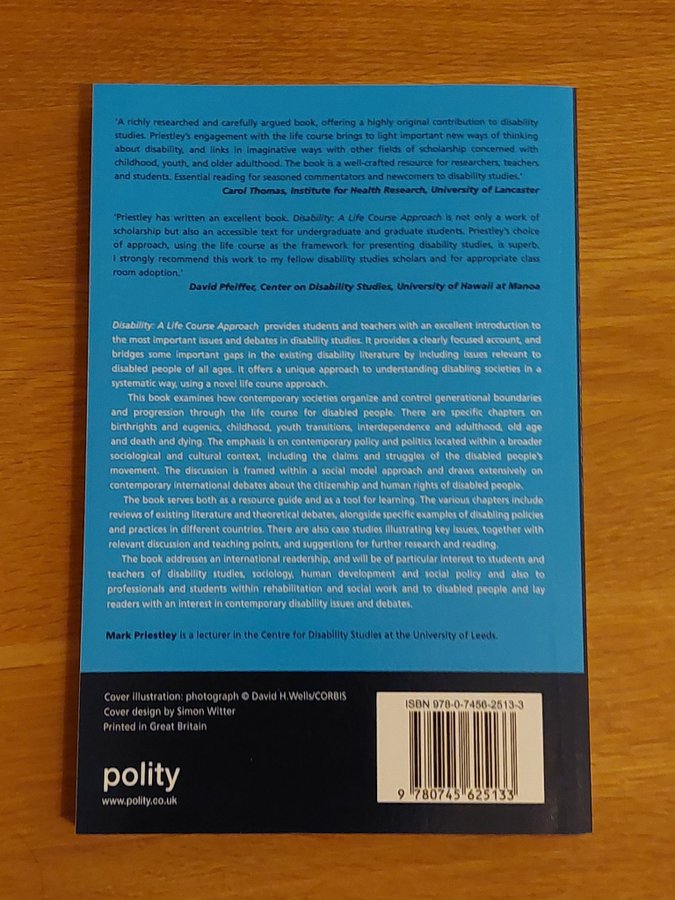 'A richly researched and carefully argued book, offering a highly original contribution to disability
studies. Priestley's engagement with the life course brings to light important new ways of thinking
about disability, and links in imaginative ways with other fields of scholarship concerned with
childhood, youth, and older adulthood. The book is a well-crafted resource for researchers, teachers
and students. Essential reading for seasoned commentators and newcomers to disability studies.'
Carol Thomas, Institute for Health Research, University of Lancaster
'Priestley has written an excellent book. Disability: A Life Course Approach is not only a work of
scholarship but also an accessible text for undergraduate and graduate students. Priestley's choice
of approach, using the life course as the framework for presenting disability studies, is superb.
I strongly recommend this work to my fellow disability studies scholars and for appropriate class
room adoption.'
David Pfeiffer, Center on Disability Studies, University of Hawaii at Manoa
Disability: A Life Course Approach provides students and teachers with an excellent introduction to
the most important issues and debates in disability studies. It provides a clearly focused account, and
bridges some important gaps in the existing disability literature by including issues relevant to
disabled people of all ages. It offers a unique approach to understanding disabling societies in a
systematic way, using a novel life course approach.
This book examines how contemporary societies organize and control generational boundaries
and progression through the life course for disabled people. There are specific chapters on
birthrights and eugenics, childhood, youth transitions, interdependence and adulthood, old age
and death and dying. The emphasis is on contemporary policy and politics located within a broader
sociological and cultural context, including the claims and struggles of the disabled people's
movement. The discussion is framed within a social model approach and draws extensively on
contemporary international debates about the citizenship and human rights of disabled people.
The book serves both as a resource guide and as a tool for learning. The various chapters include
reviews of existing literature and theoretical debates, alongside specific examples of disabling policies
and practices in different countries. There are also case studies illustrating key issues, together with
relevant discussion and teaching points, and suggestions for further research and reading.
The book addresses an international readership, and will be of particular interest to students and
teachers of disability studies, sociology, human development and social policy and also to
professionals and students within rehabilitation and social work and to disabled people and lay
readers with an interest in contemporary disability issues and debates.
Mark Priestley is a lecturer in the Centre for Disability Studies at the University of Leeds.
Cover illustration: photograph © David H.Wells/CORBIS
Cover design by Simon Witter
Printed in Great Britain
polity
www.polity.co.uk
ISBN 978-0-7456-2513-3
9 780745 625133